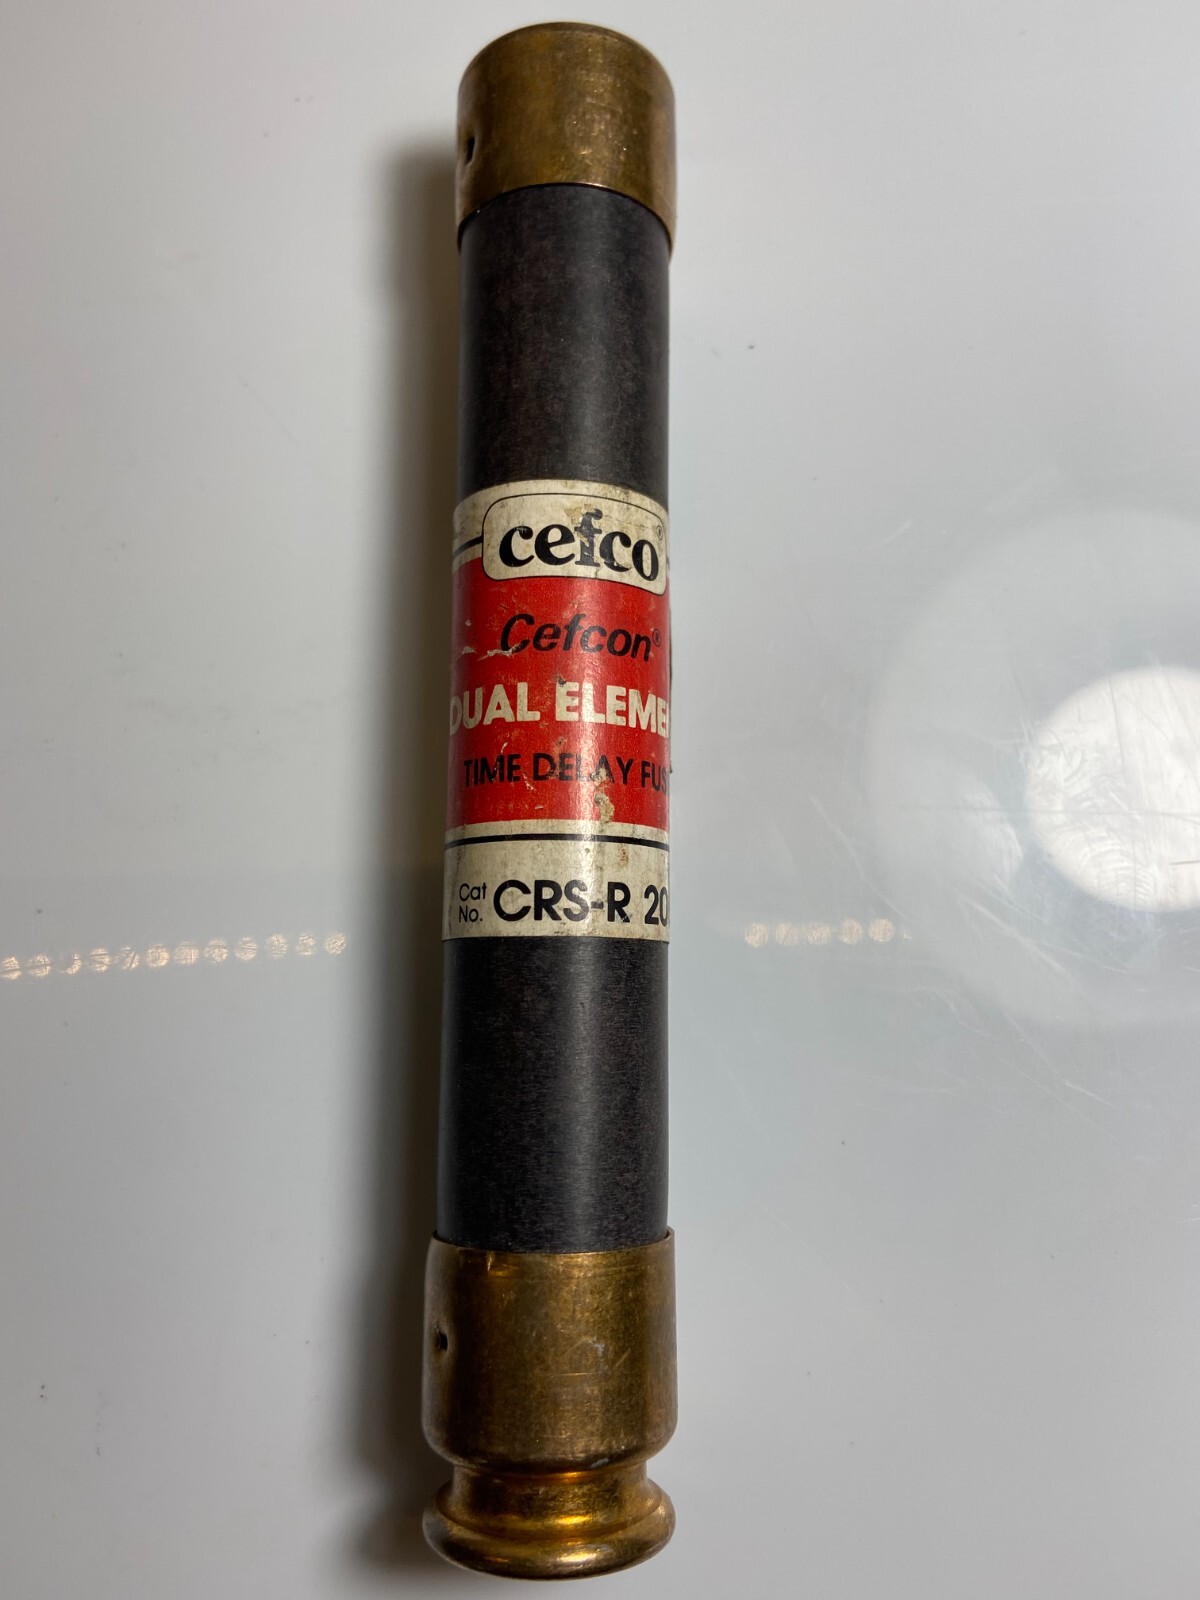 cefco®
Cefcon®
DUAL ELEME
TIME DELAY FUS
Cat No. CRS-R 20